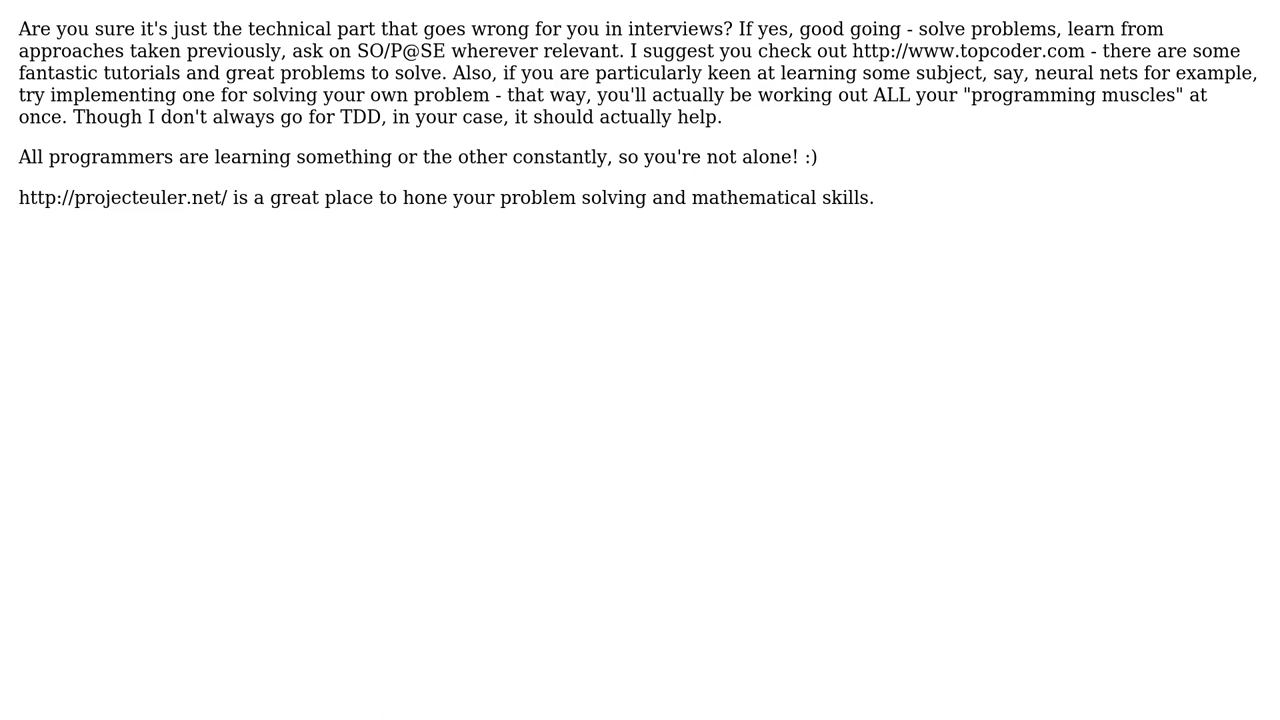 Are you sure it's just the technical part that goes wrong for you in interviews? If yes, good going - solve problems, learn from
approaches taken previously, ask on SO/P@SE wherever relevant. I suggest you check out http://www.topcoder.com - there are some
fantastic tutorials and great problems to solve. Also, if you are particularly keen at learning some subject, say, neural nets for example,
try implementing one for solving your own problem - that way, you'll actually be working out ALL your "programming muscles" at
once. Though I don't always go for TDD, in your case, it should actually help.
All programmers are learning something or the other constantly, so you're not alone! :)
http://projecteuler.net/ is a great place to hone your problem solving and mathematical skills.